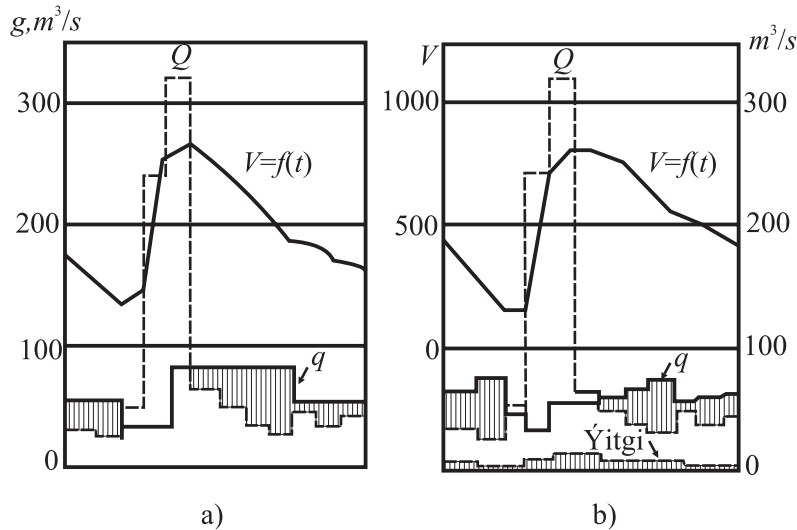 g, m³/s
Q
300
V=f(t)
200
100
q
0
a)
V
m³/s
Q
1000
300
V=f(t)
500
200
0
100
q
Ýitgi
0
b)